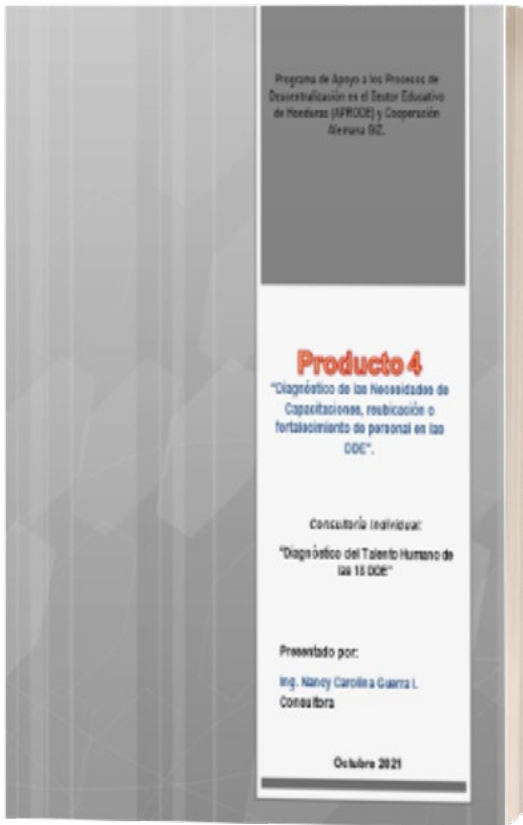 Programa de Apoyo a los Procesos de
Descentralización en el Sector Educativo
de Honduras (APRODE) y Cooperación
Alemana GIZ.
Producto 4
"Diagnóstico de las Necesidades de
Capacitaciones, reubicación o
fortalecimiento de personal en las
DDE".
Consultoría Individual:
"Diagnóstico del Talento Humano de
las 18 DDE"
Presentado por:
Ing. Nancy Carolina Guerra I.
Consultora
Octubre 2021